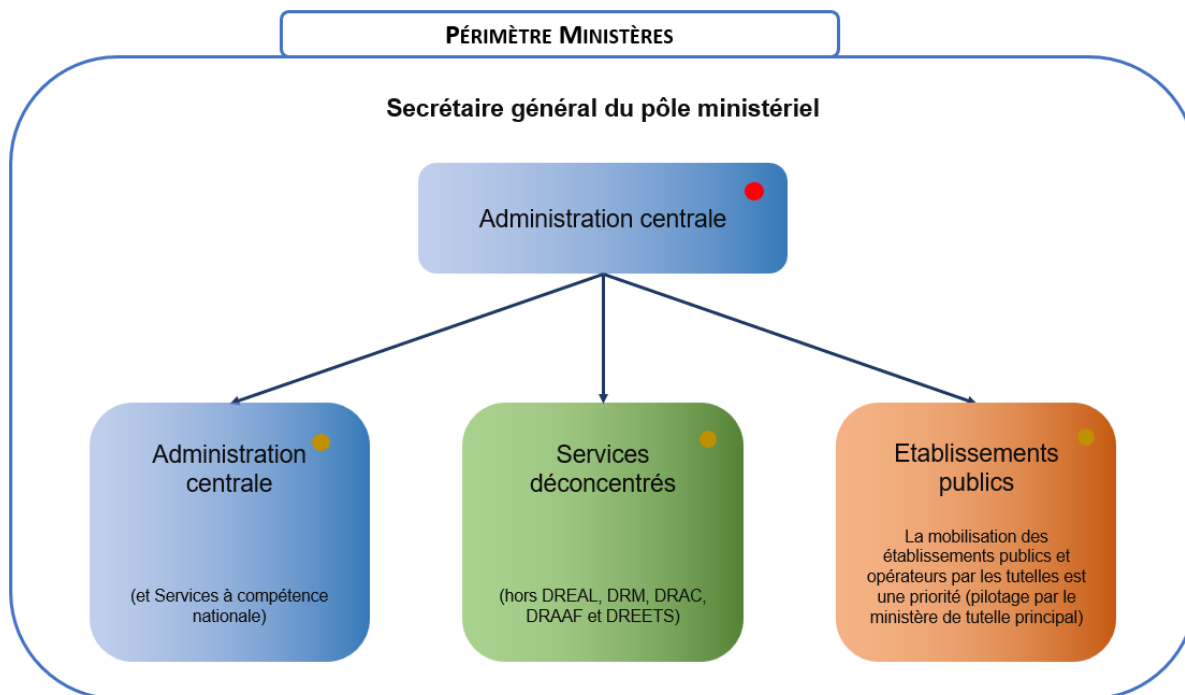 PÉRIMÈTRE MINISTÈRES
Secrétaire général du pôle ministériel
Administration centrale
Administration
centrale
(et Services à compétence
nationale)
Services
déconcentrés
(hors DREAL, DRM, DRAC,
DRAAF et DREETS)
Etablissements
publics
La mobilisation des
établissements publics et
opérateurs par les tutelles est
une priorité (pilotage par le
ministère de tutelle principal)